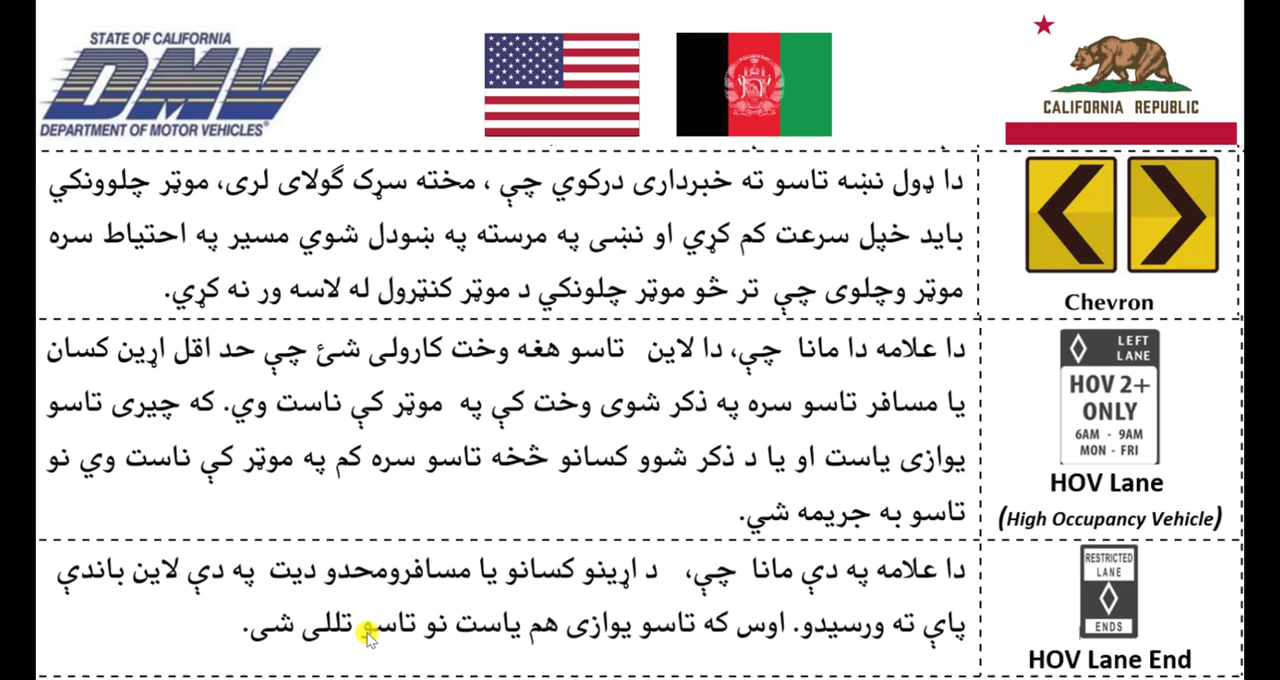 STATE OF CALIFORNIA
DMV
DEPARTMENT OF MOTOR VEHICLES®
CALIFORNIA REPUBLIC
دا ډول نښه تاسو ته خبرداری درکوي چې ، مخته سړک گولای لری، موټر چلوونکي
باید خپل سرعت کم کړي او نښی په مرسته په ښودل شوي مسیر په احتیاط سره
موټر وچلوی چې تر څو موټر چلونکي د موټر کنټرول له لاسه ور نه کړي.
Chevron
دا علامه دا مانا چې، دا لاین تاسو هغه وخت کارولی شئ چې حد اقل اړین کسان
یا مسافر تاسو سره په ذکر شوی وخت کې په موټر کې ناست وي. که چیری تاسو
یوازی یاست او یا د ذکر شوو کسانو څخه تاسو سره کم په موټر کې ناست وي نو
تاسو به جریمه شي.
LEFT
LANE
HOV 2+
ONLY
6AM - 9AM
MON - FRI
HOV Lane
(High Occupancy Vehicle)
دا علامه په دې مانا چې، د اړینو کسانو یا مسافرومحدو دیت په دې لاین باندې
پاې ته ورسیدو. اوس که تاسو یوازی هم یاست نو تاسو تللی شی.
RESTRICTED
LANE
ENDS
HOV Lane End